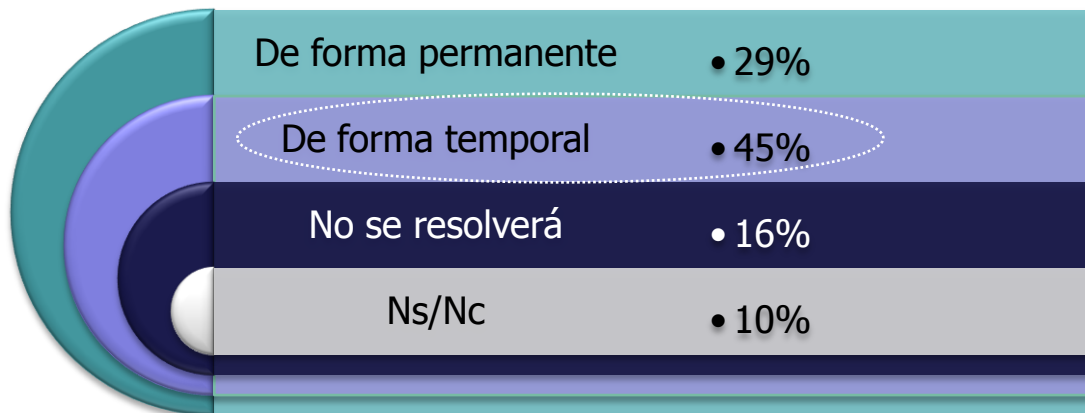 De forma permanente • 29%
De forma temporal • 45%
No se resolverá • 16%
Ns/Nc • 10%